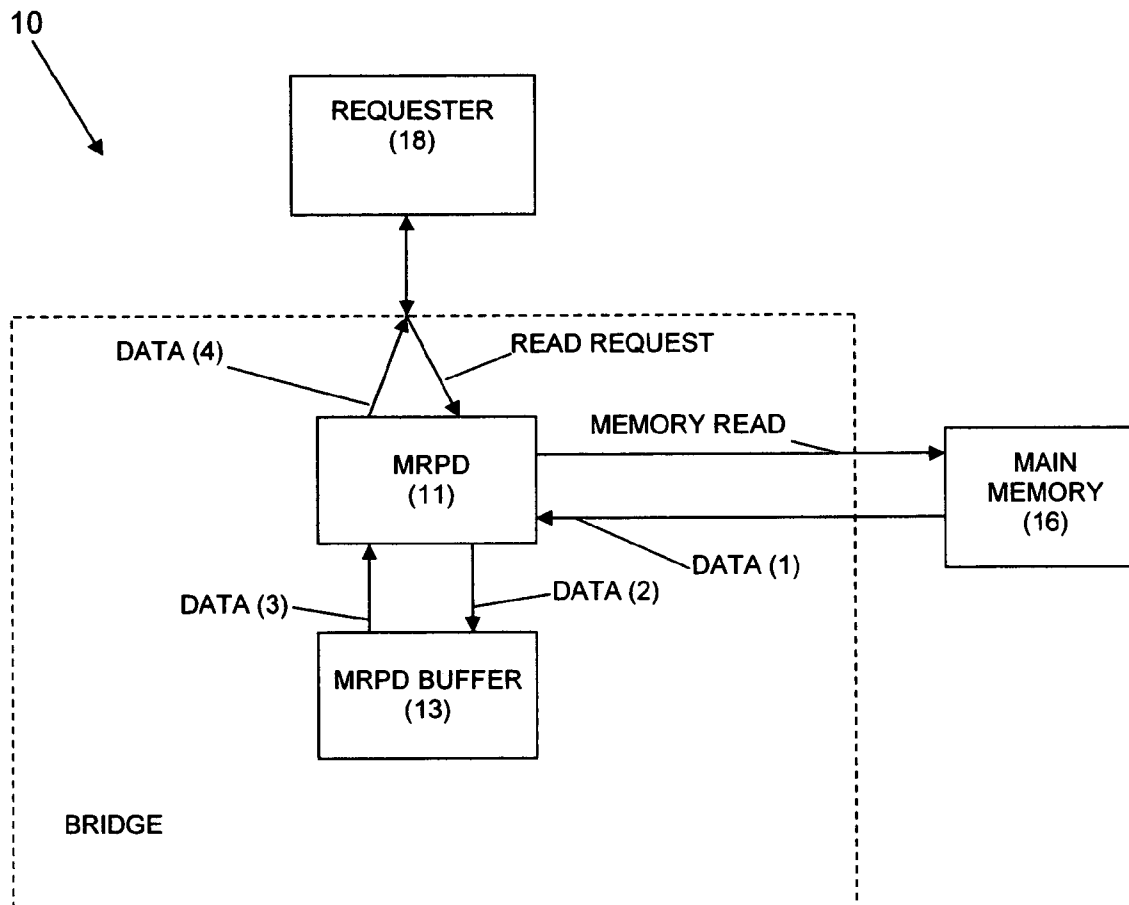 10
REQUESTER
(18)
DATA (4)
READ REQUEST
MEMORY READ
MRPD
(11)
MAIN
MEMORY
(16)
DATA (1)
DATA (3)
DATA (2)
MRPD BUFFER
(13)
BRIDGE